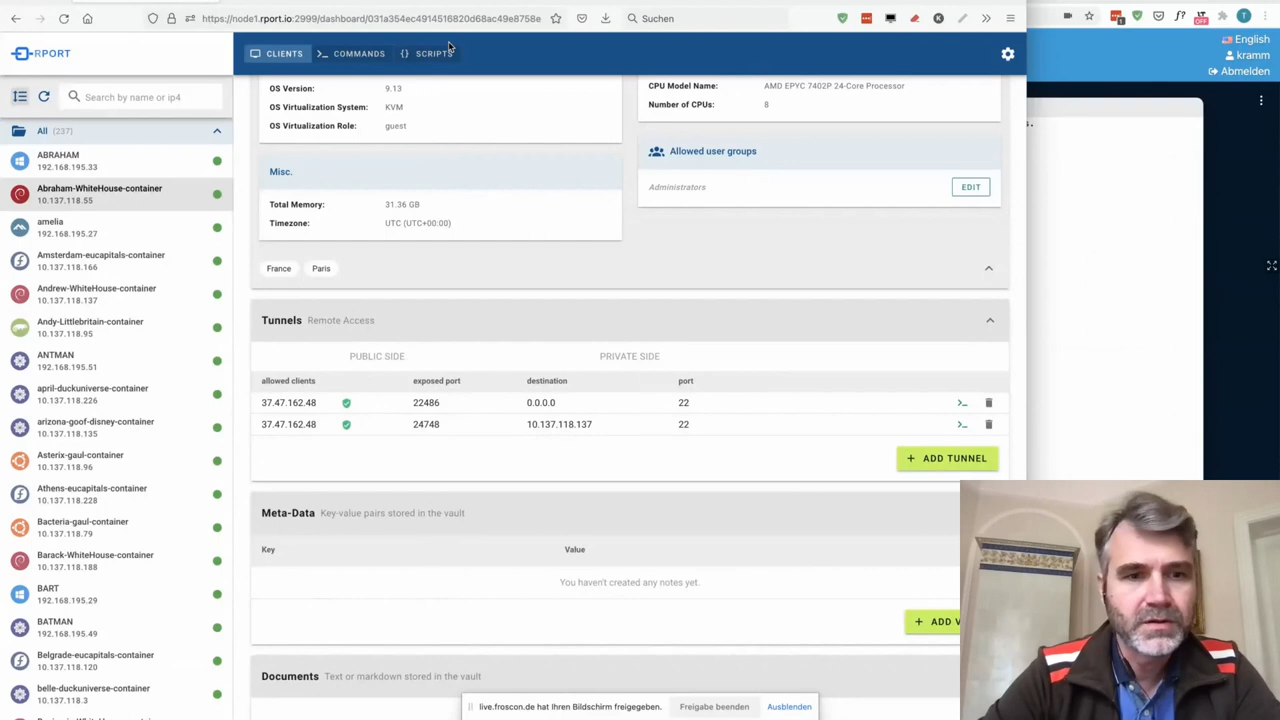 https://node1.rport.io:2999/dashboard/031a354ec4914516820d68ac49e8758e
Suchen
RPORT
CLIENTS
COMMANDS
SCRIPTS
English
kramm
Abmelden
Search by name or ip4
All (237)
ABRAHAM
192.168.195.33
Abraham-WhiteHouse-container
10.137.118.55
amelia
192.168.195.27
Amsterdam-eucapitals-container
10.137.118.166
Andrew-WhiteHouse-container
10.137.118.137
Andy-Littlebritain-container
10.137.118.95
ANTMAN
192.168.195.51
april-duckuniverse-container
10.137.118.226
arizona-goof-disney-container
10.137.118.135
Asterix-gaul-container
10.137.118.96
Athens-eucapitals-container
10.137.118.228
Bacteria-gaul-container
10.137.118.79
Barack-WhiteHouse-container
10.137.118.188
BART
192.168.195.29
BATMAN
192.168.195.49
Belgrade-eucapitals-container
10.137.118.120
belle-duckuniverse-container
10.137.118.3
OS Version: 9.13
OS Virtualization System: KVM
OS Virtualization Role: guest
CPU Model Name: AMD EPYC 7402P 24-Core Processor
Number of CPUs: 8
Misc.
Total Memory: 31.36 GB
Timezone: UTC (UTC+00:00)
Allowed user groups
Administrators
EDIT
France Paris
Tunnels Remote Access
PUBLIC SIDE PRIVATE SIDE
allowed clients exposed port destination port
37.47.162.48 22486 0.0.0.0 22
37.47.162.48 24748 10.137.118.137 22
+ ADD TUNNEL
Meta-Data Key-value pairs stored in the vault
Key Value
You haven't created any notes yet.
+ ADD V
Documents Text or markdown stored in the vault
live.froscon.de hat Ihren Bildschirm freigegeben.
Freigabe beenden
Ausblenden